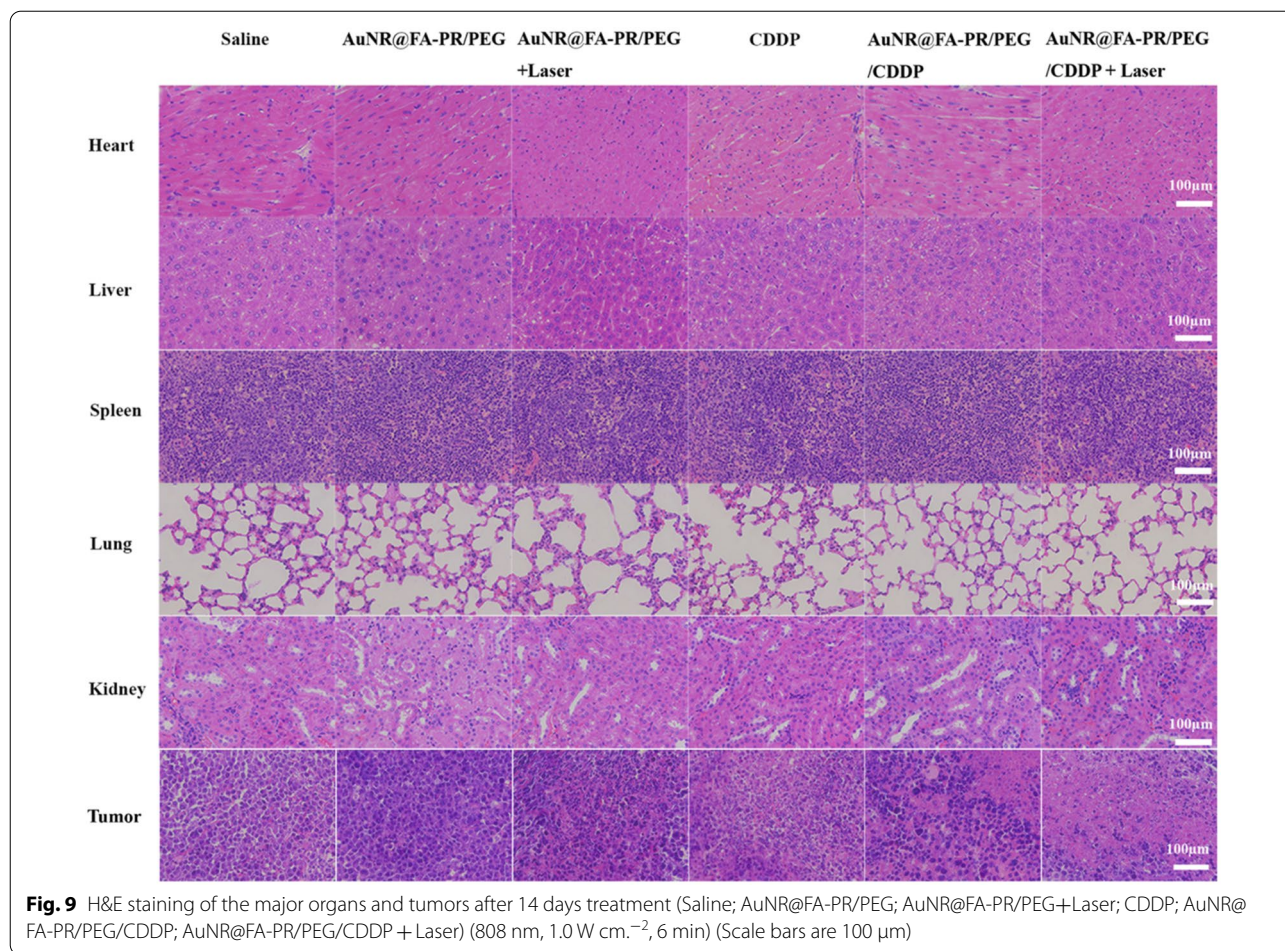 Saline AuNR@FA-PR/PEG AuNR@FA-PR/PEG CDDP AuNR@FA-PR/PEG AuNR@FA-PR/PEG
+Laser /CDDP /CDDP + Laser
Heart
100μm
Liver
100μm
Spleen
100μm
Lung
100μm
Kidney
100μm
Tumor
100μm
Fig. 9 H&E staining of the major organs and tumors after 14 days treatment (Saline; AuNR@FA-PR/PEG; AuNR@FA-PR/PEG+Laser; CDDP; AuNR@
FA-PR/PEG/CDDP; AuNR@FA-PR/PEG/CDDP + Laser) (808 nm, 1.0 W cm.⁻², 6 min) (Scale bars are 100 μm)